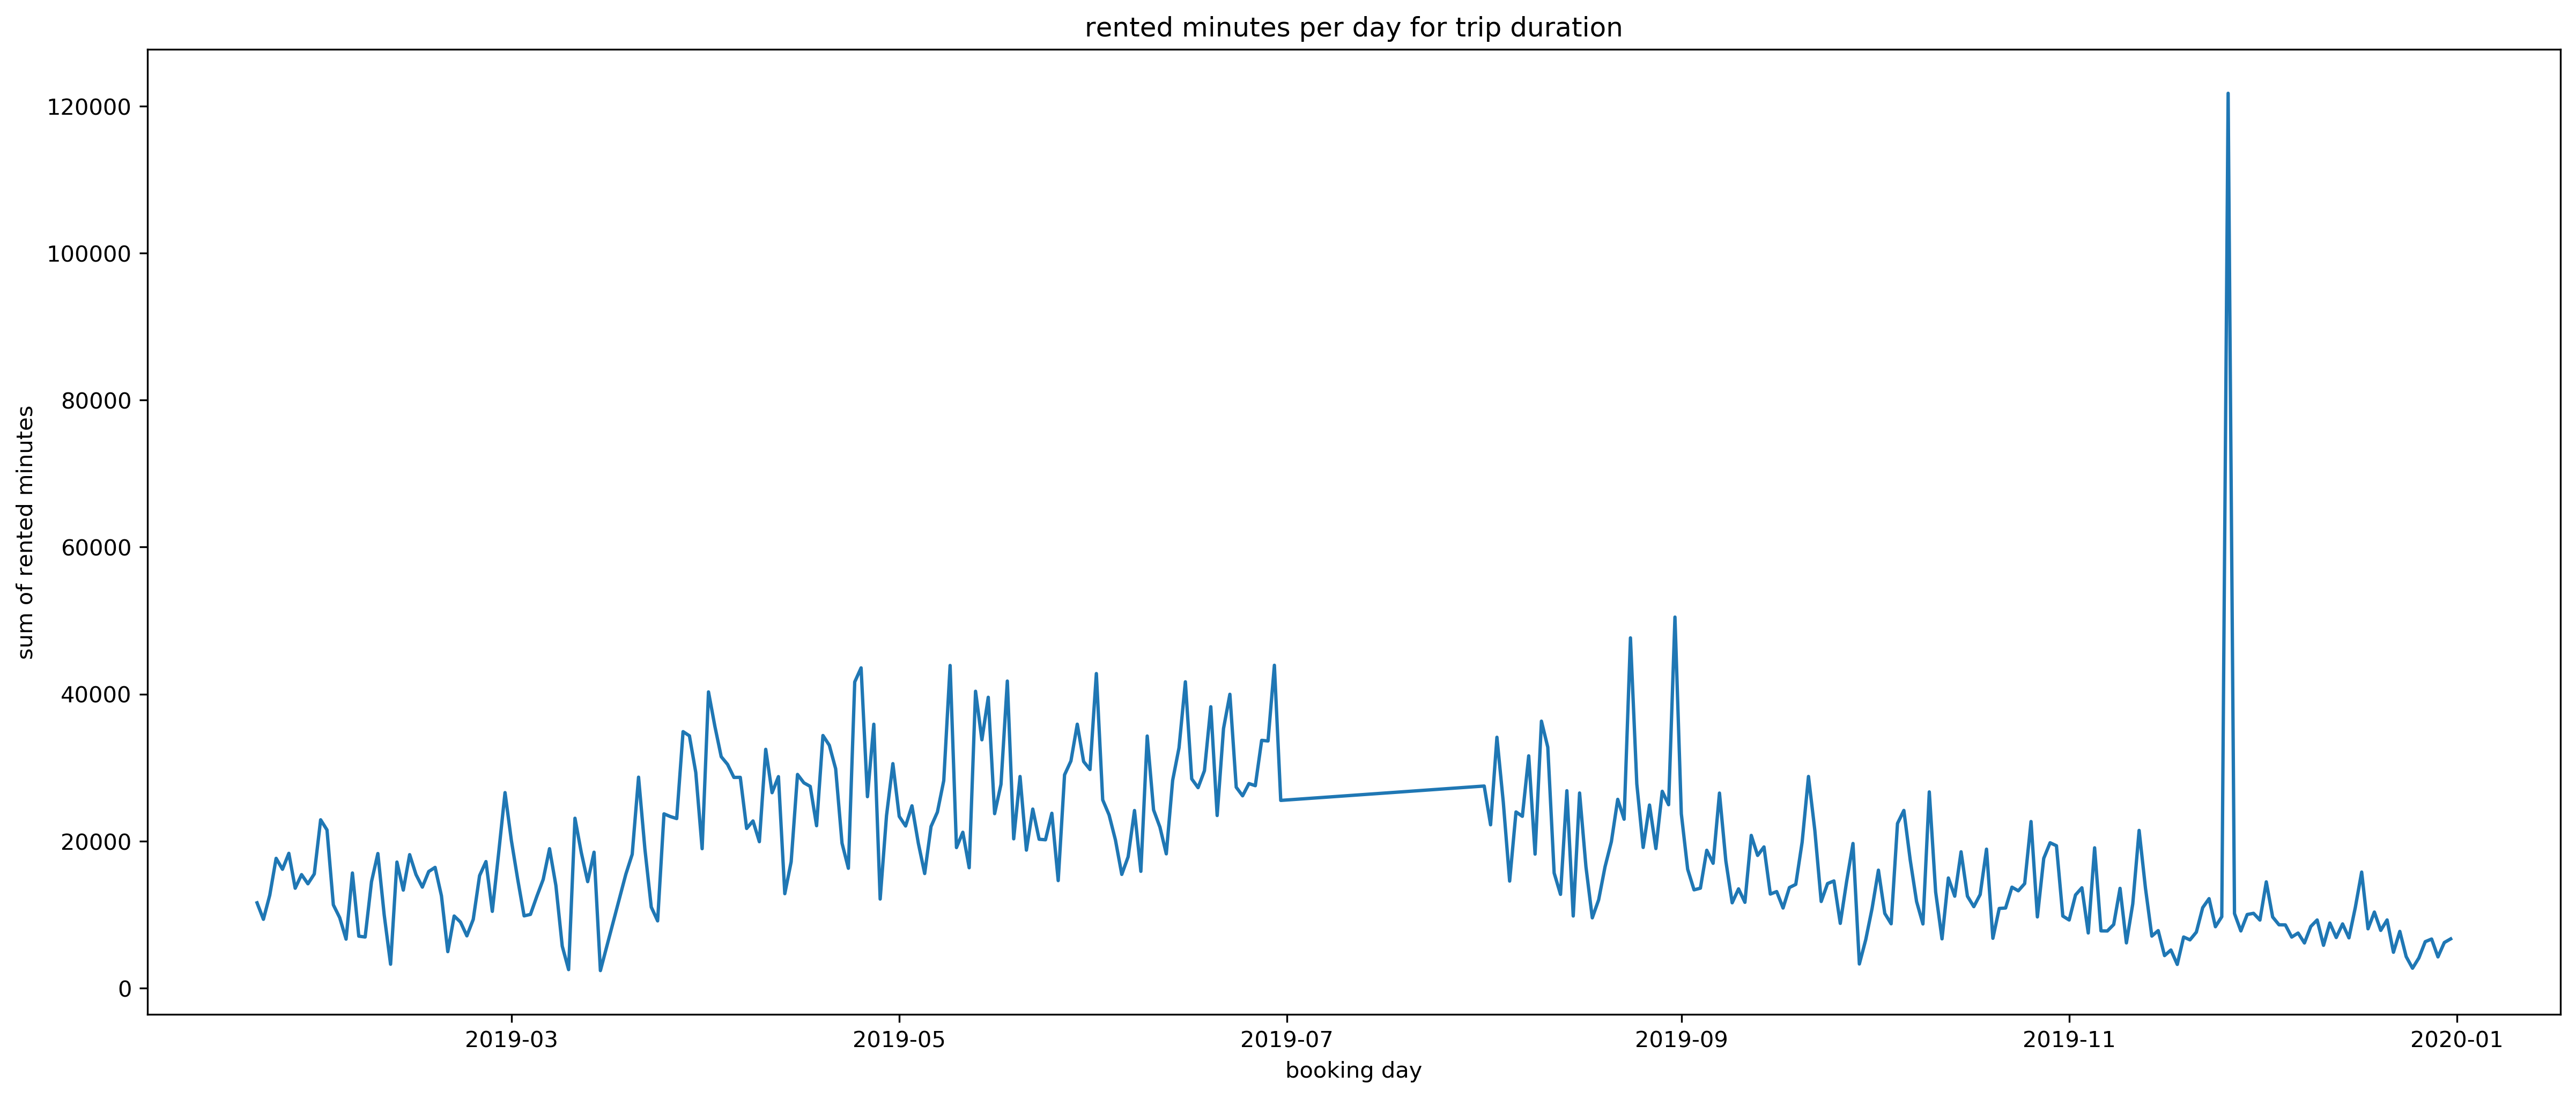 rented minutes per day for trip duration
120000
100000
80000
60000
40000
20000
0
sum of rented minutes
2019-03 2019-05 2019-07 2019-09 2019-11 2020-01
booking day